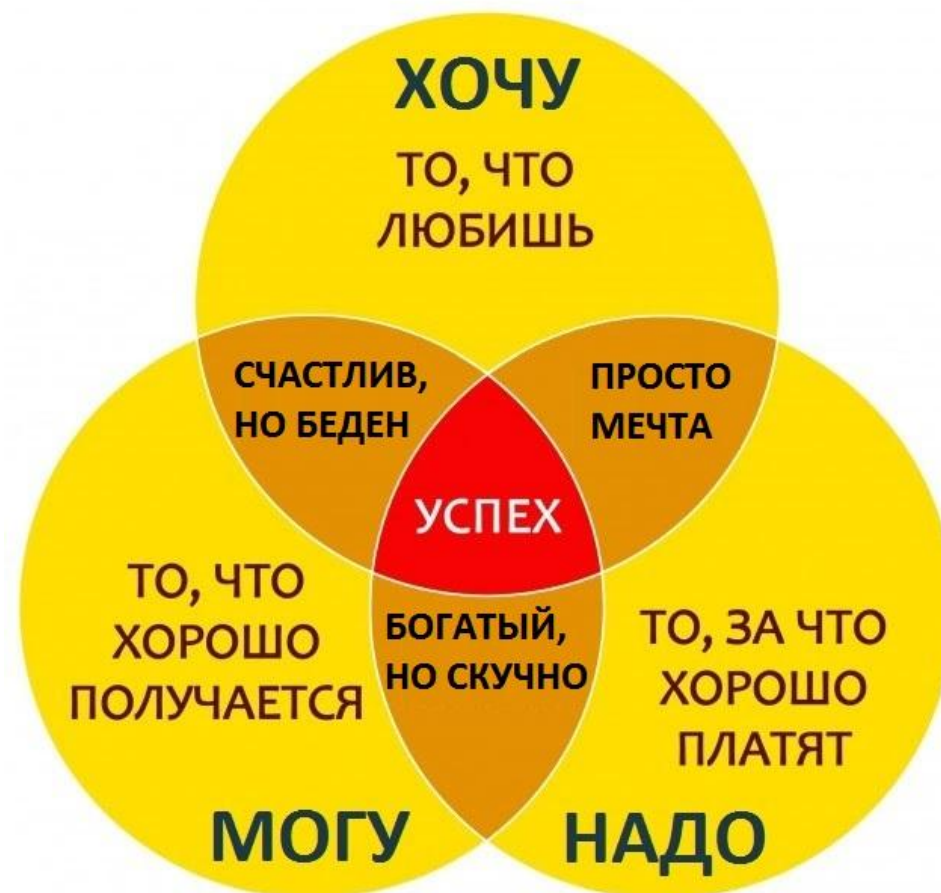 ХОЧУ
ТО, ЧТО
ЛЮБИШЬ
СЧАСТЛИВ,
НО БЕДЕН
ПРОСТО
МЕЧТА
УСПЕХ
ТО, ЧТО
ХОРОШО
ПОЛУЧАЕТСЯ
БОГАТЫЙ,
НО СКУЧНО
ТО, ЗА ЧТО
ХОРОШО
ПЛАТЯТ
МОГУ
НАДО